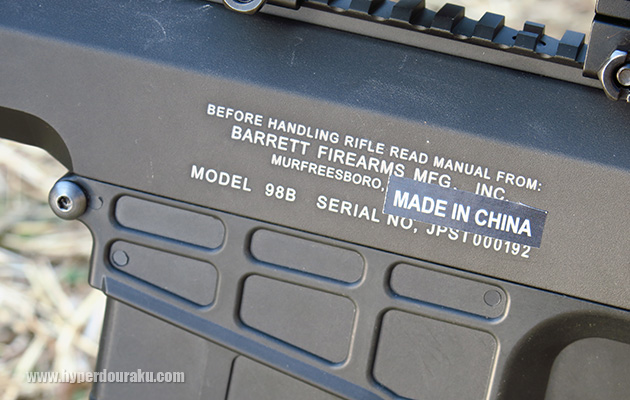 BEFORE HANDLING RIFLE READ MANUAL FROM:
BARRETT FIREARMS MFG. INC.
MURFREESBORO,
MADE IN CHINA
MODEL 98B SERIAL NO, JPST000192
www.hyperdouraku.com